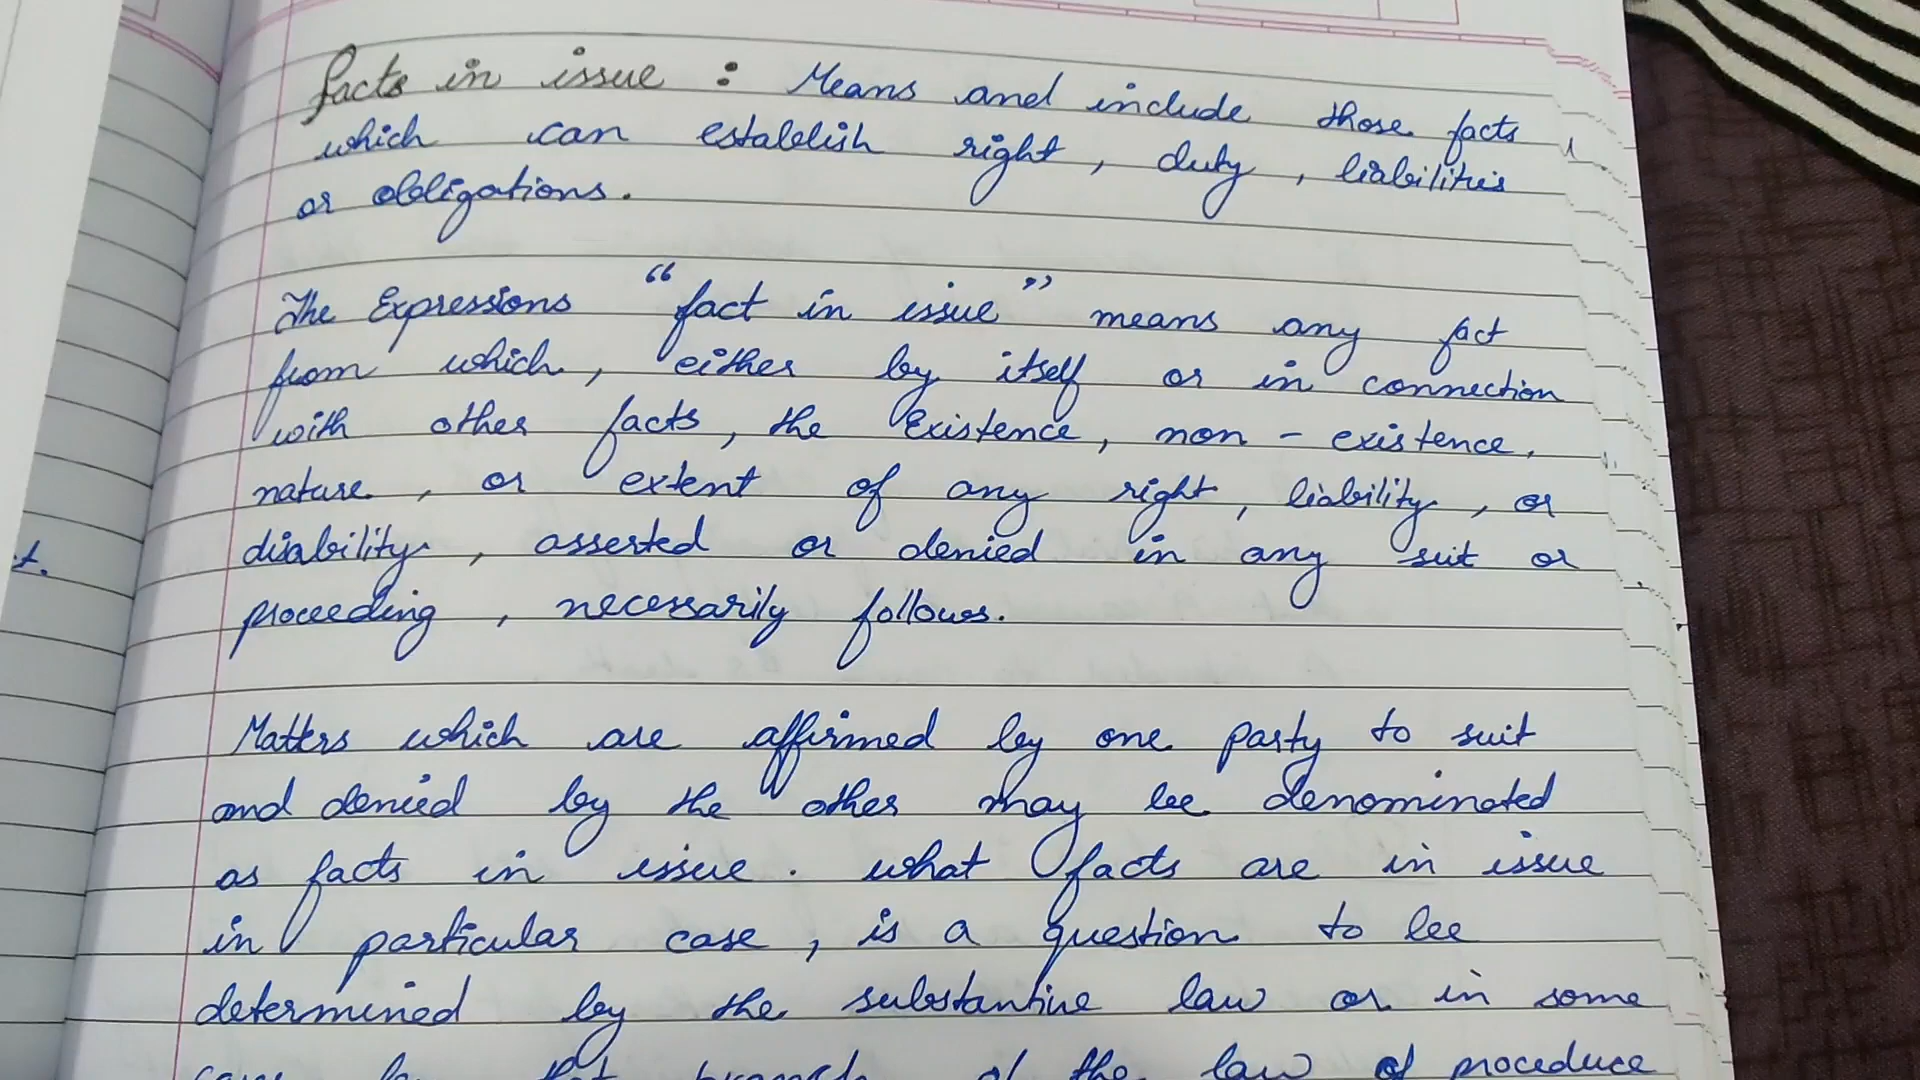 facts in issue : Means and include those facts
which can establish right, duty, liabilities
or obligations.
The Expressions "fact in issue" means any fact
from which, either by itself or in connection
with other facts, the Existence, non - existence,
nature, or extent of any right, liability, or
disability, asserted or denied in any suit or
proceeding, necessarily follows.
Matters which are affirmed by one party to suit
and denied by the other may be denominated
as facts in issue. what facts are in issue
in particular case, is a question to be
determined by the substantive law or in some
of the law of procedure